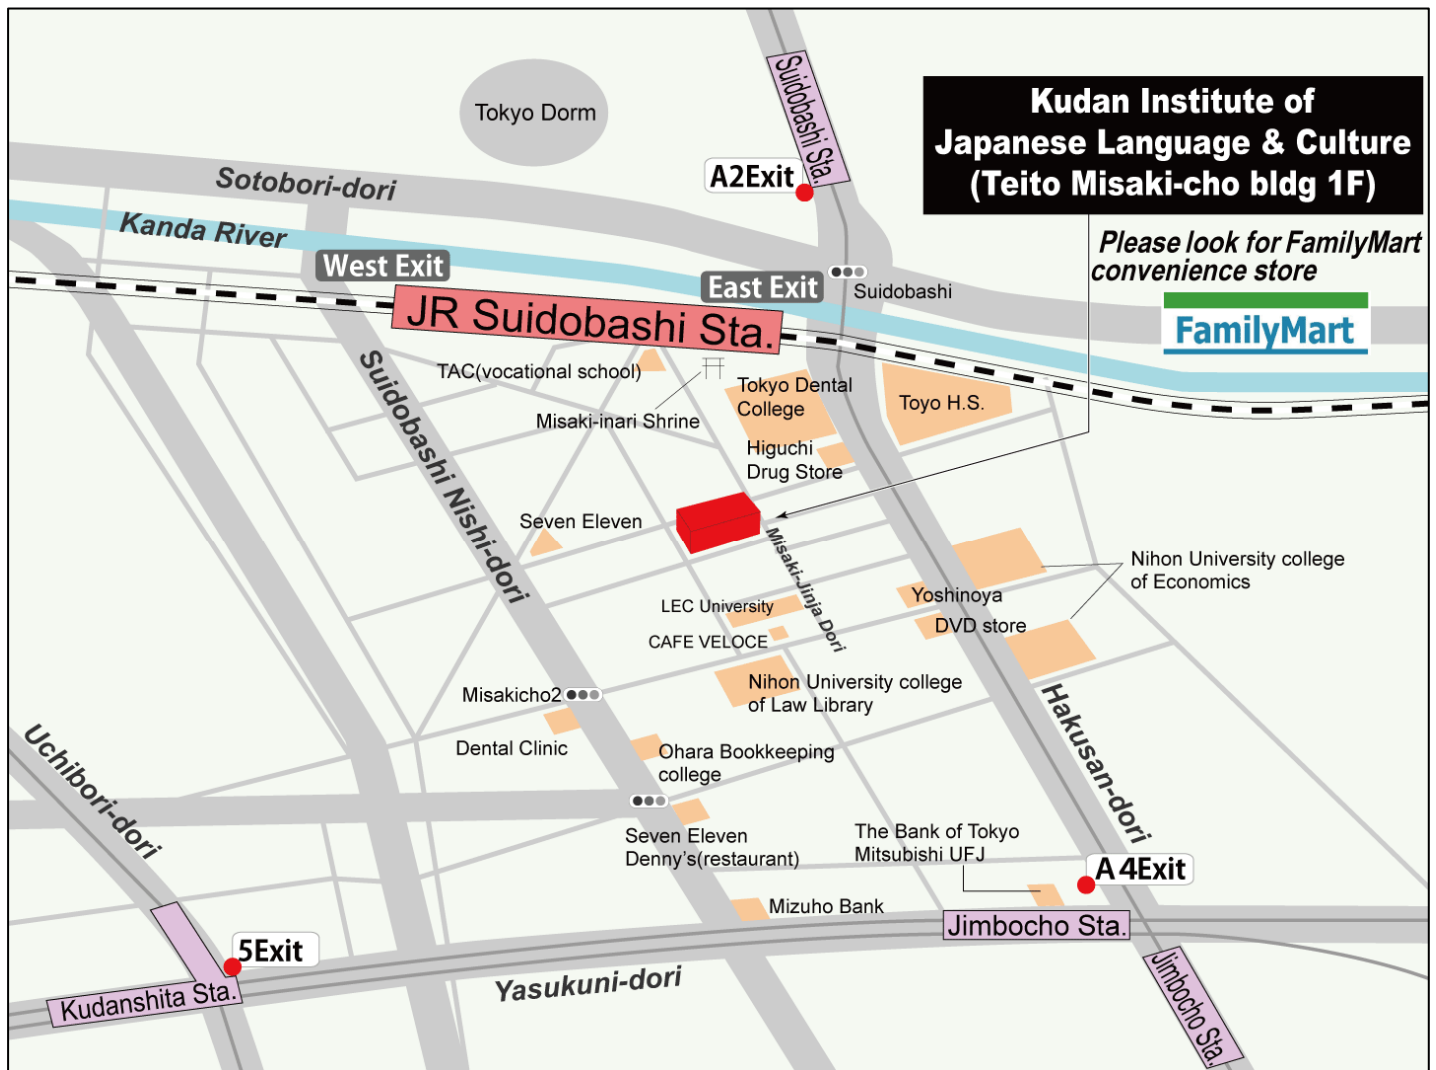 Tokyo Dorm
Suidobashi Sta.
Kudan Institute of
Japanese Language & Culture
(Teito Misaki-cho bldg 1F)
A2Exit
Sotobori-dori
Kanda River
Please look for FamilyMart
convenience store
FamilyMart
West Exit
East Exit
Suidobashi
JR Suidobashi Sta.
TAC(vocational school)
Misaki-inari Shrine
Tokyo Dental
College
Toyo H.S.
Higuchi
Drug Store
Suidobashi Nishi-dori
Seven Eleven
Misaki-Jinja Dori
Nihon University college
of Economics
Yoshinoya
DVD store
LEC University
CAFE VELOCE
Nihon University college
of Law Library
Misakicho2
Dental Clinic
Ohara Bookkeeping
college
Hakusan-dori
Uchibori-dori
Seven Eleven
Denny's(restaurant)
The Bank of Tokyo
Mitsubishi UFJ
A4Exit
Mizuho Bank
Jimbocho Sta.
5Exit
Kudanshita Sta.
Yasukuni-dori
Jimbocho Sta.